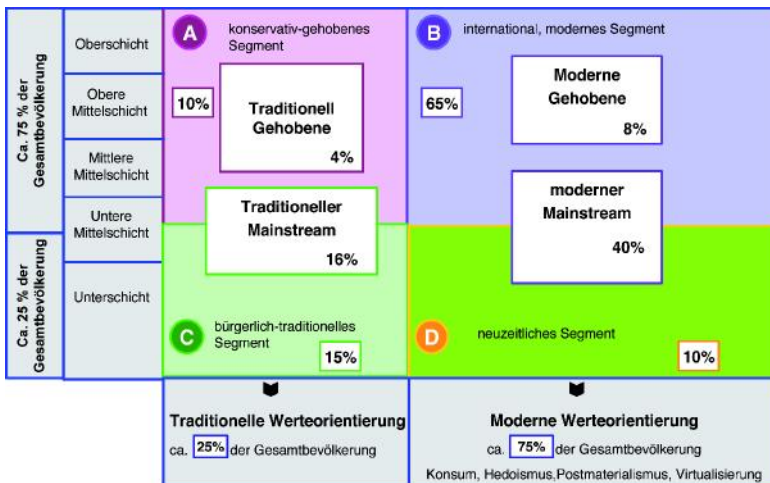 Ca. 75 % der
Gesamtbevölkerung
Ca. 25 % der
Gesamtbevölkerung
Oberschicht
Obere
Mittelschicht
Mittlere
Mittelschicht
Untere
Mittelschicht
Unterschicht
A
konservativ-gehobenes
Segment
10%
Traditionell
Gehobene
4%
B
international, modernes Segment
65%
Moderne
Gehobene
8%
Traditioneller
Mainstream
16%
moderner
Mainstream
40%
C
bürgerlich-traditionelles
Segment
15%
D
neuzeitliches Segment
10%
Traditionelle Werteorientierung
ca. 25% der Gesamtbevölkerung
Moderne Werteorientierung
ca. 75% der Gesamtbevölkerung
Konsum, Hedoismus,Postmaterialismus, Virtualisierung